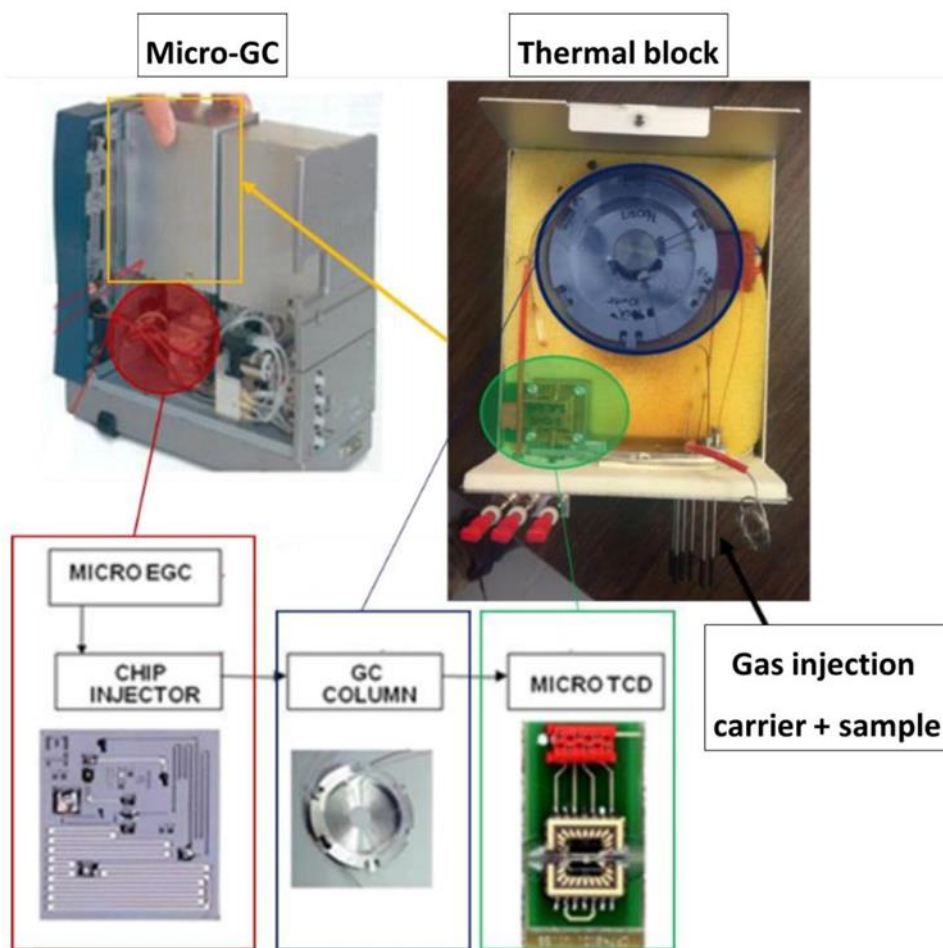 Micro-GC
Thermal block
MICRO EGC
CHIP
INJECTOR
GC
COLUMN
MICRO TCD
Gas injection
carrier + sample